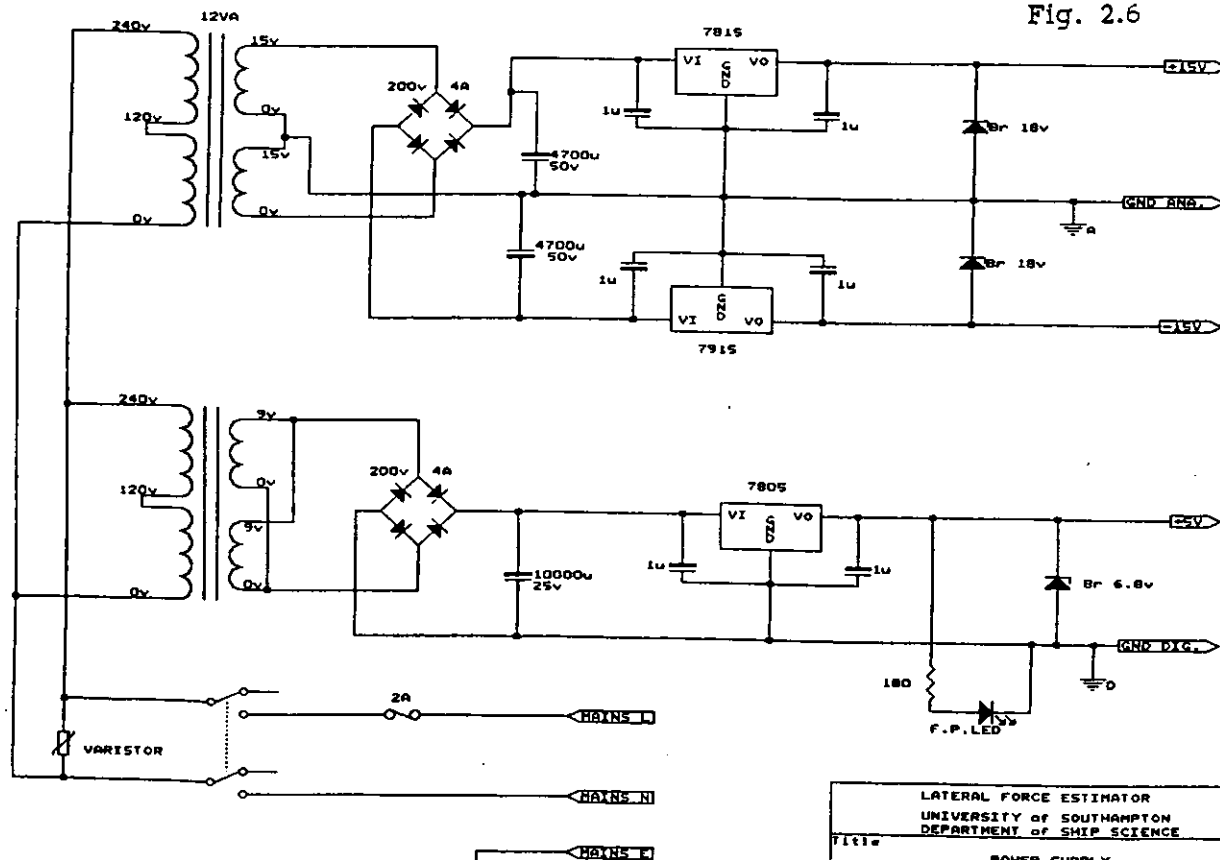 Fig. 2.6
12VA
240v
15v
7815
VI
GND
VO
+15V
200v 4A
1u
1u
Br 18v
0v
120v
15v
4700u
50v
0v
0v
GND ANA.
A
4700u
50v
1u
1u
Br 18v
GND
VI
VO
-15V
7915
240v
9v
200v 4A
7805
0v
VI
GND
VO
+5V
120v
9v
1u
1u
10000u
25v
Br 6.8v
0v
0v
GND DIG.
180
D
2A
MAINS L
F.P.LED
VARISTOR
MAINS N
LATERAL FORCE ESTIMATOR
UNIVERSITY of SOUTHAMPTON
DEPARTMENT of SHIP SCIENCE
Title
MAINS E
POWER SUPPLY